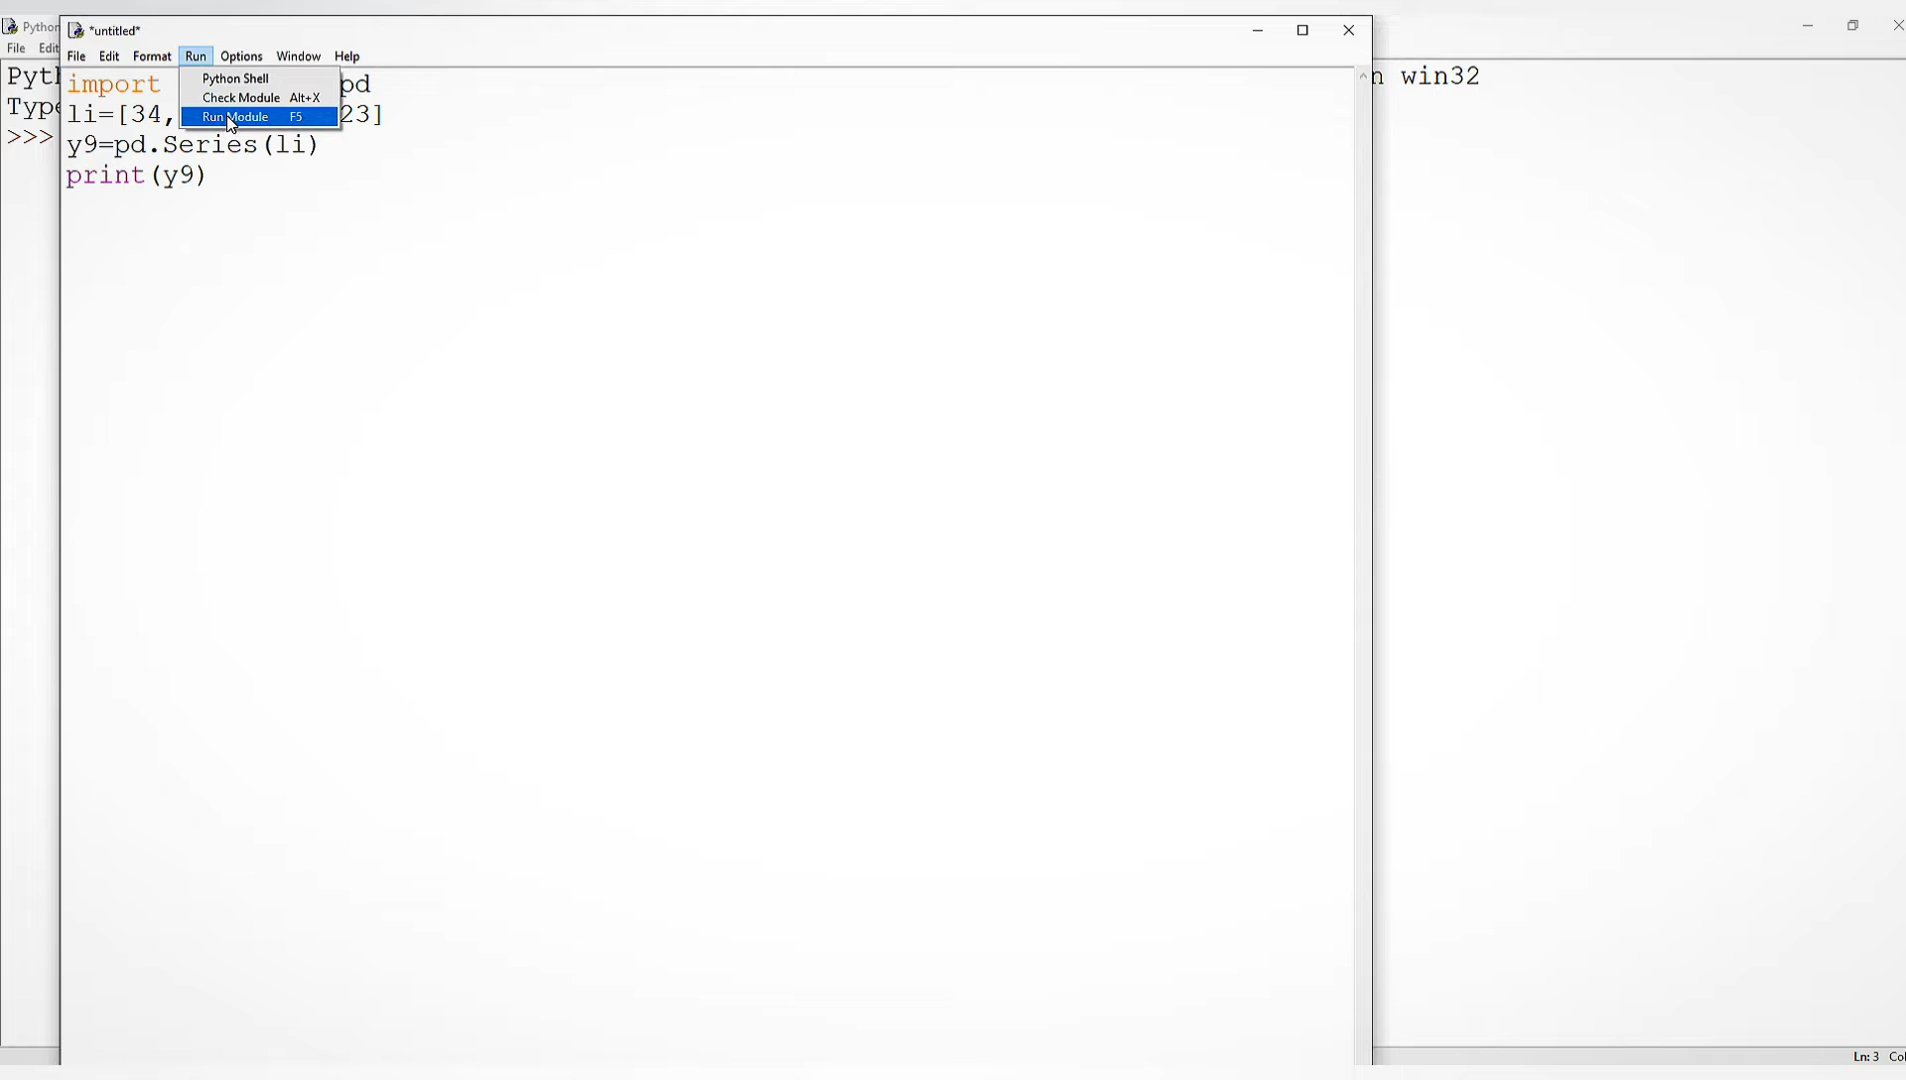 Python
*untitled*
File Edit
File Edit Format Run Options Window Help
Python Shell
Check Module Alt+X
Run Module F5
Pyth
n win32
Type
>>>
import pd
li=[34, 23]
y9=pd.Series(li)
print(y9)
Ln: 3 Col